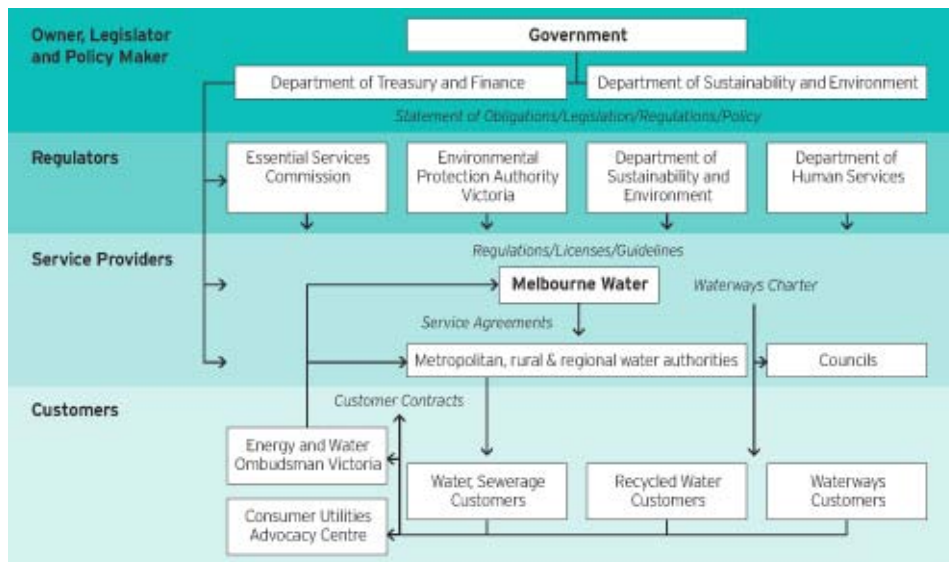 Owner, Legislator
and Policy Maker
Government
Department of Treasury and Finance
Department of Sustainability and Environment
Statement of Obligations/Legislation/Regulations/Policy
Regulators
Essential Services
Commission
Environmental
Protection Authority
Victoria
Department of
Sustainability and
Environment
Department of
Human Services
Service Providers
Regulations/Licenses/Guidelines
Melbourne Water
Waterways Charter
Service Agreements
Metropolitan, rural & regional water authorities
Councils
Customers
Customer Contracts
Energy and Water
Ombudsman Victoria
Water, Sewerage
Customers
Recycled Water
Customers
Waterways
Customers
Consumer Utilities
Advocacy Centre